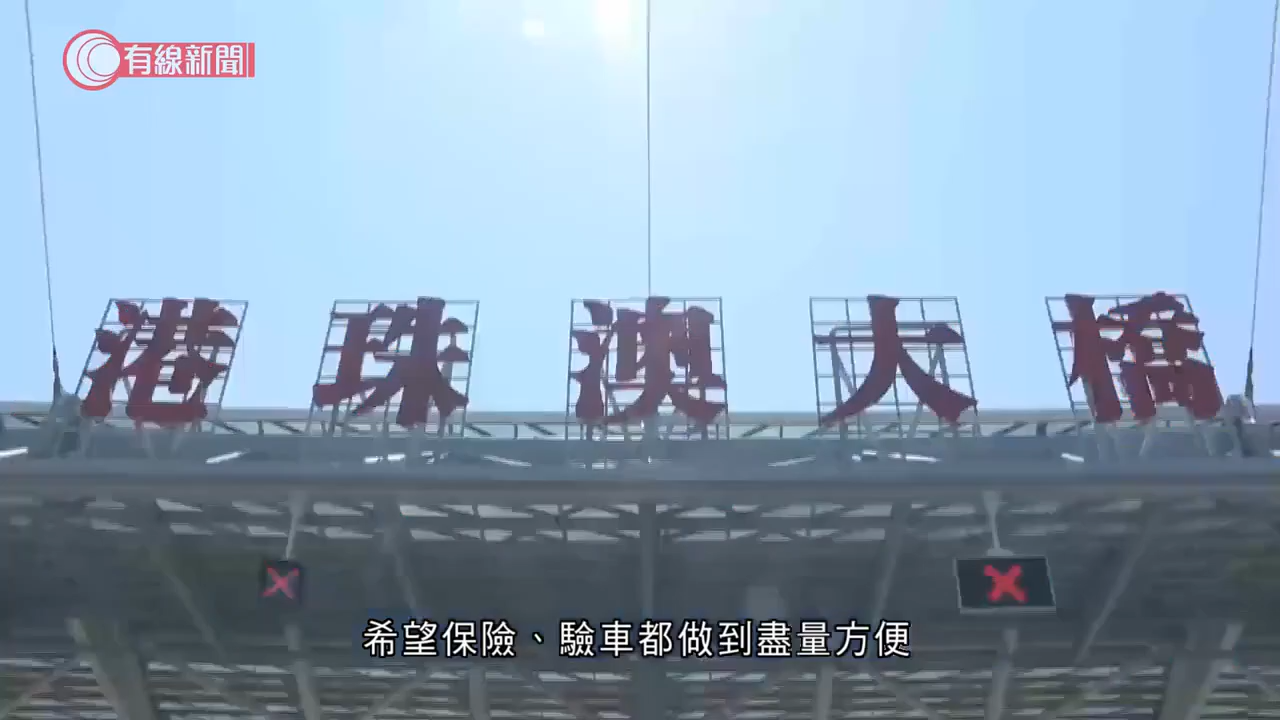 有線新聞
港珠澳大橋
希望保險、驗車都做到盡量方便